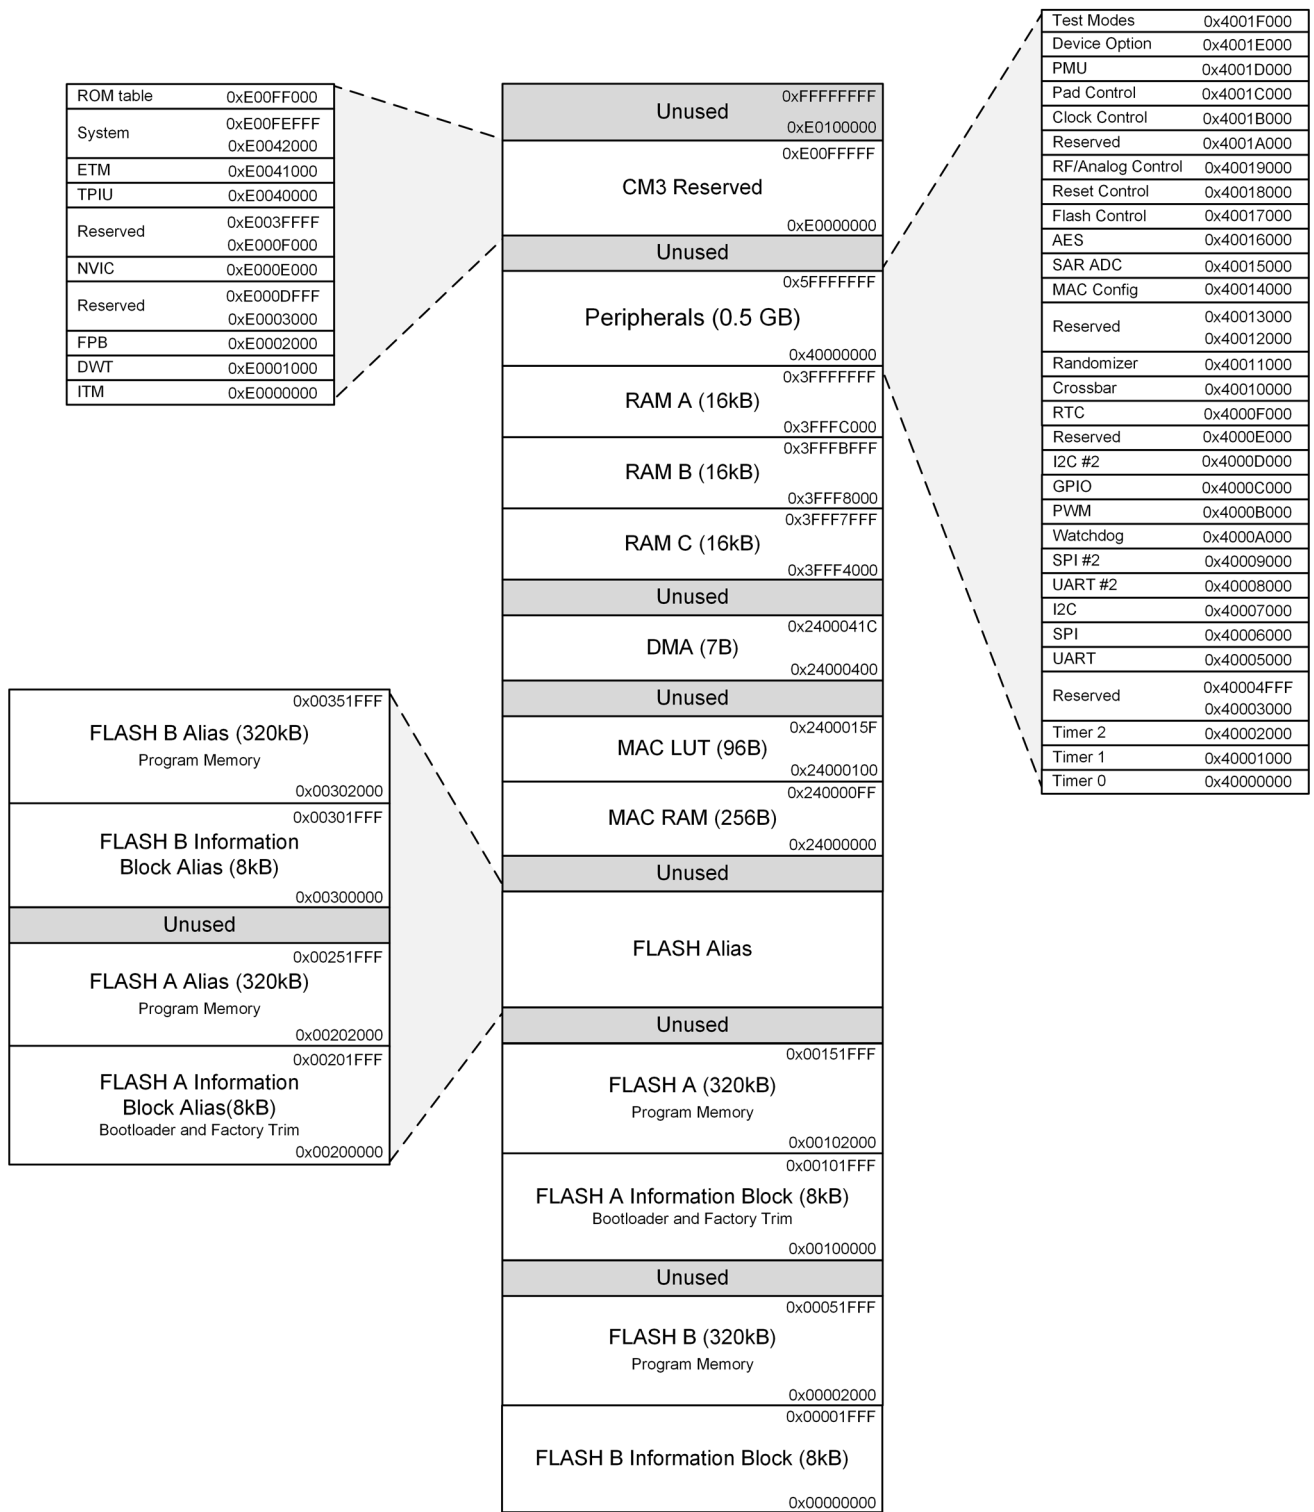 ROM table 0xE00FF000
System 0xE00FEFFF
0xE0042000
ETM 0xE0041000
TPIU 0xE0040000
Reserved 0xE003FFFF
0xE000F000
NVIC 0xE000E000
Reserved 0xE000DFFF
0xE0003000
FPB 0xE0002000
DWT 0xE0001000
ITM 0xE0000000
0x00351FFF
FLASH B Alias (320kB)
Program Memory
0x00302000
0x00301FFF
FLASH B Information
Block Alias (8kB)
0x00300000
Unused
0x00251FFF
FLASH A Alias (320kB)
Program Memory
0x00202000
0x00201FFF
FLASH A Information
Block Alias(8kB)
Bootloader and Factory Trim
0x00200000
0xFFFFFFFF
Unused
0xE0100000
0xE00FFFFF
CM3 Reserved
0xE0000000
Unused
0x5FFFFFFF
Peripherals (0.5 GB)
0x40000000
0x3FFFFFFF
RAM A (16kB)
0x3FFFC000
0x3FFFBFFF
RAM B (16kB)
0x3FFF8000
0x3FFF7FFF
RAM C (16kB)
0x3FFF4000
Unused
0x2400041C
DMA (7B)
0x24000400
Unused
0x2400015F
MAC LUT (96B)
0x24000100
0x240000FF
MAC RAM (256B)
0x24000000
Unused
FLASH Alias
Unused
0x00151FFF
FLASH A (320kB)
Program Memory
0x00102000
0x00101FFF
FLASH A Information Block (8kB)
Bootloader and Factory Trim
0x00100000
Unused
0x00051FFF
FLASH B (320kB)
Program Memory
0x00002000
0x00001FFF
FLASH B Information Block (8kB)
0x00000000
Test Modes 0x4001F000
Device Option 0x4001E000
PMU 0x4001D000
Pad Control 0x4001C000
Clock Control 0x4001B000
Reserved 0x4001A000
RF/Analog Control 0x40019000
Reset Control 0x40018000
Flash Control 0x40017000
AES 0x40016000
SAR ADC 0x40015000
MAC Config 0x40014000
Reserved 0x40013000
0x40012000
Randomizer 0x40011000
Crossbar 0x40010000
RTC 0x4000F000
Reserved 0x4000E000
I2C #2 0x4000D000
GPIO 0x4000C000
PWM 0x4000B000
Watchdog 0x4000A000
SPI #2 0x40009000
UART #2 0x40008000
I2C 0x40007000
SPI 0x40006000
UART 0x40005000
Reserved 0x40004FFF
0x40003000
Timer 2 0x40002000
Timer 1 0x40001000
Timer 0 0x40000000